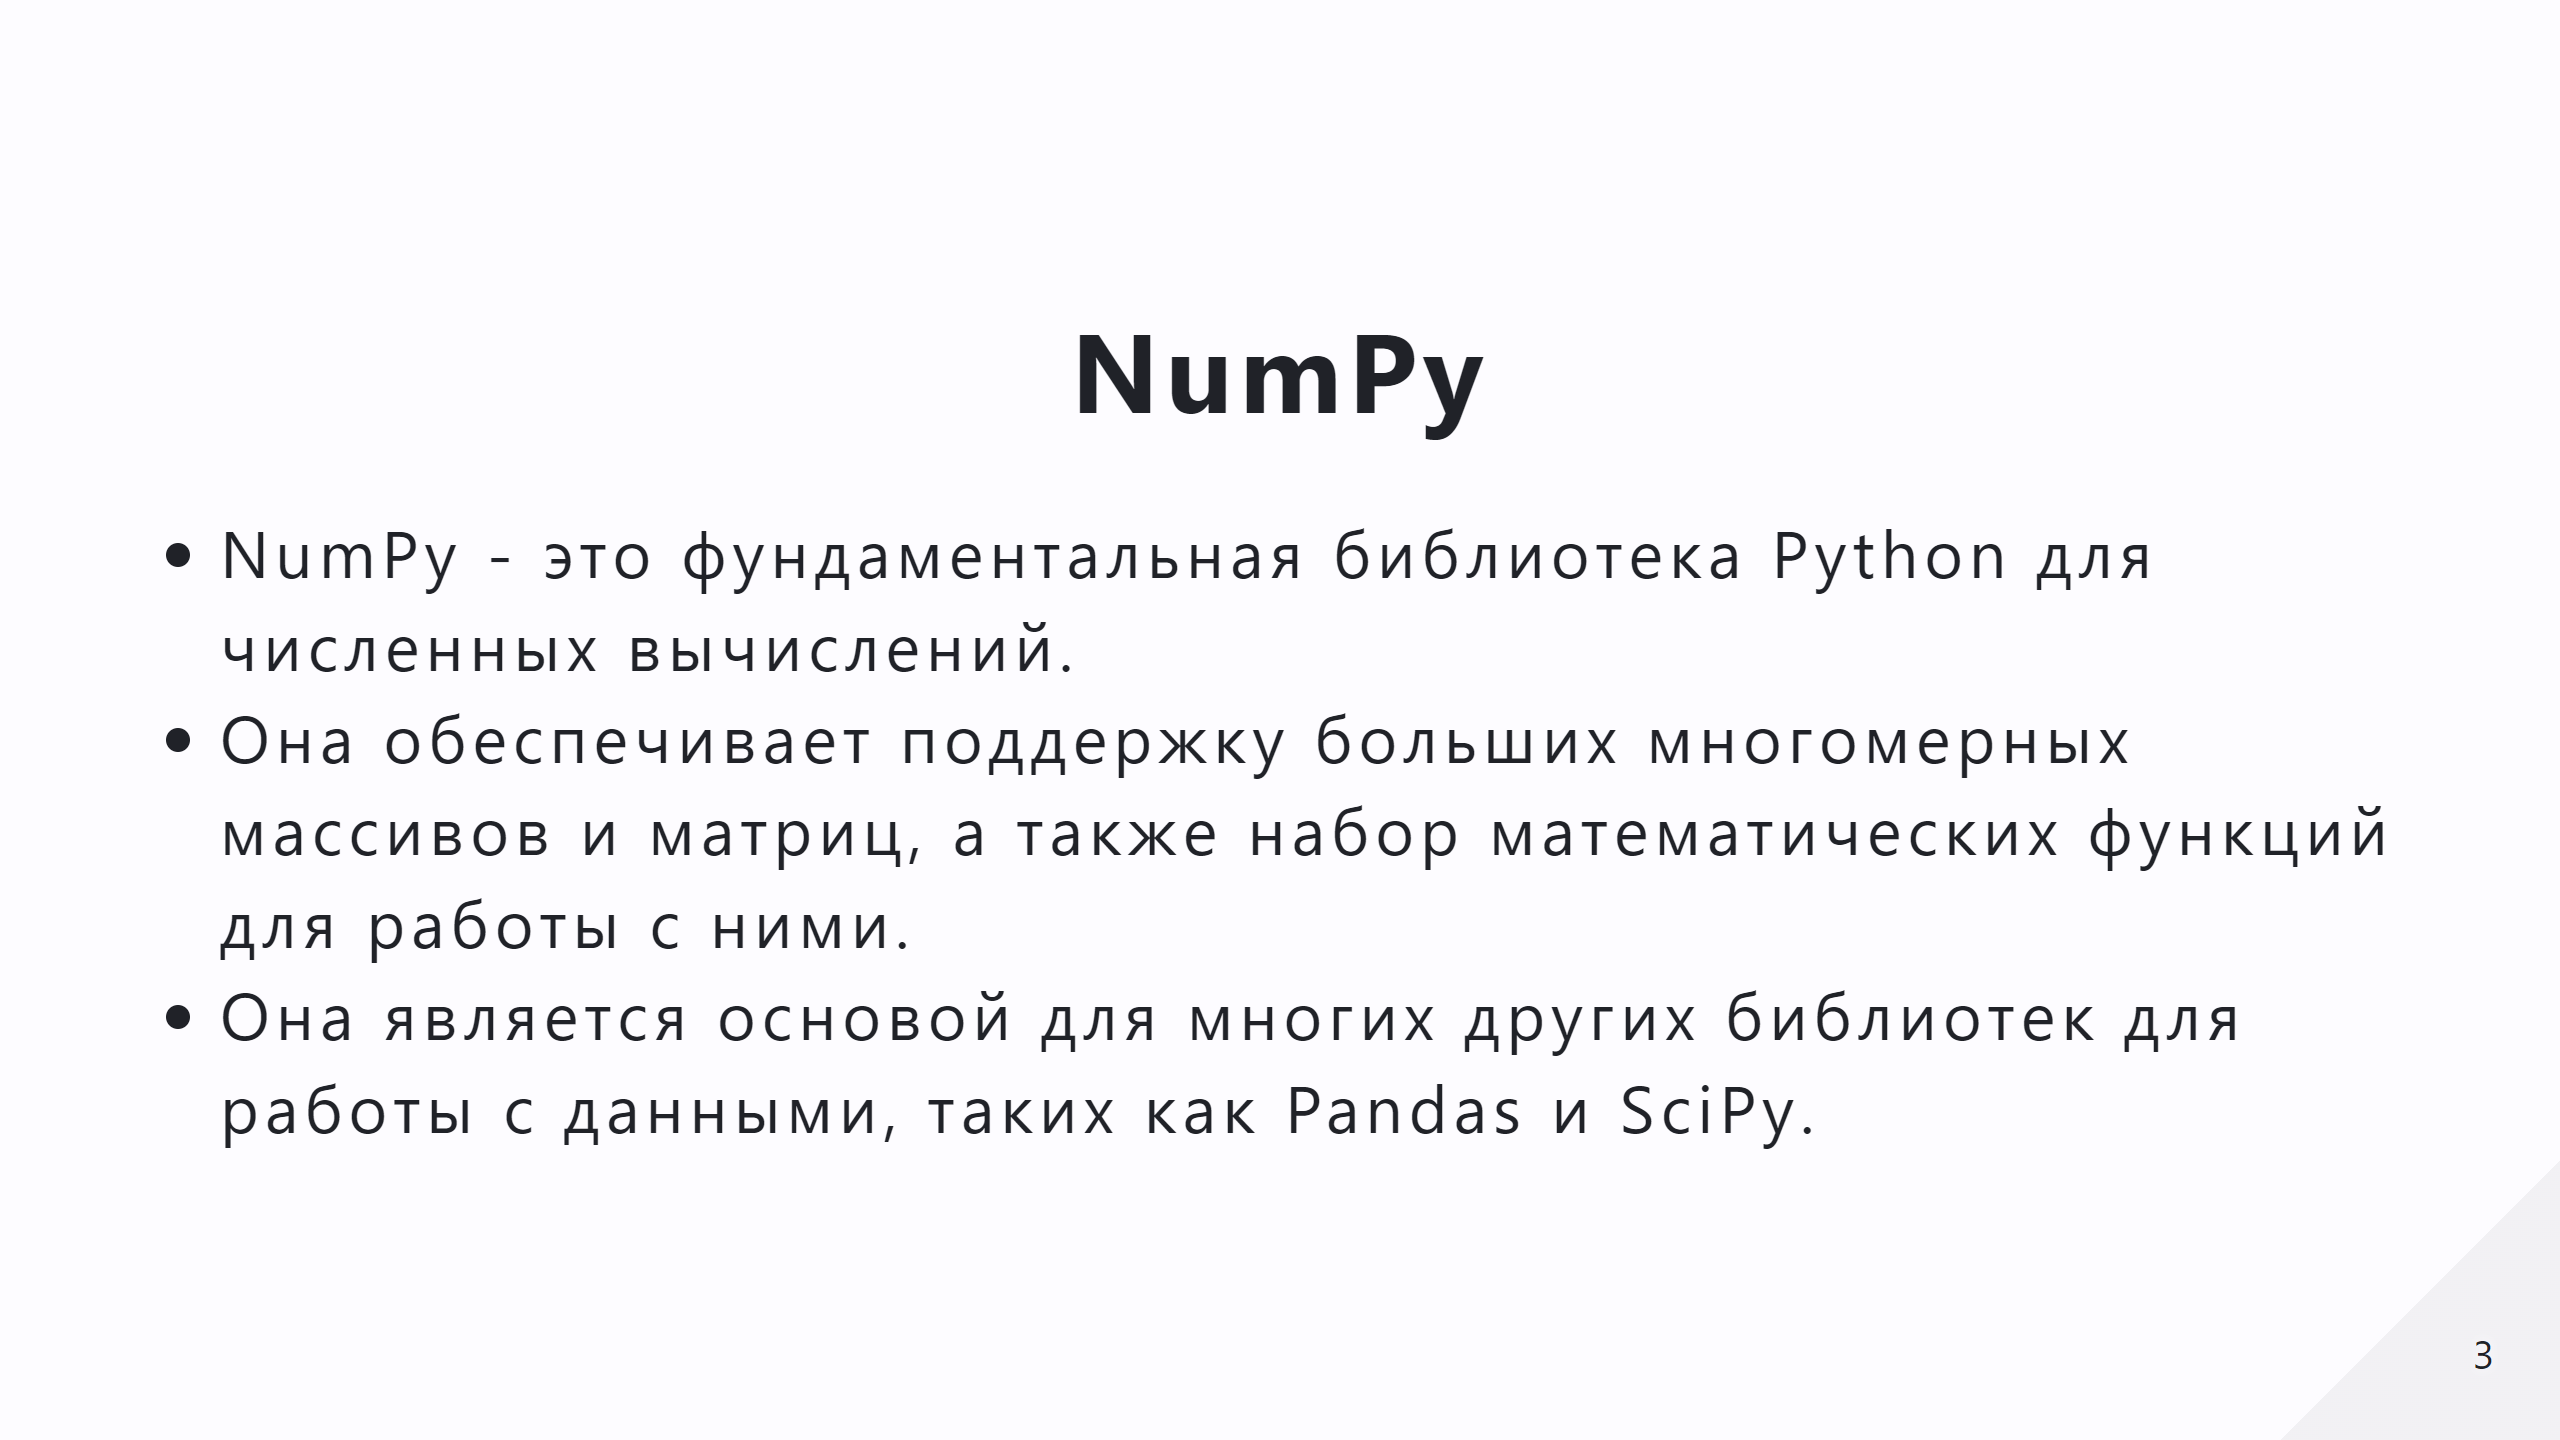 NumPy
• NumPy - это фундаментальная библиотека Python для
численных вычислений.
• Она обеспечивает поддержку больших многомерных
массивов и матриц, а также набор математических функций
для работы с ними.
• Она является основой для многих других библиотек для
работы с данными, таких как Pandas и SciPy.
3